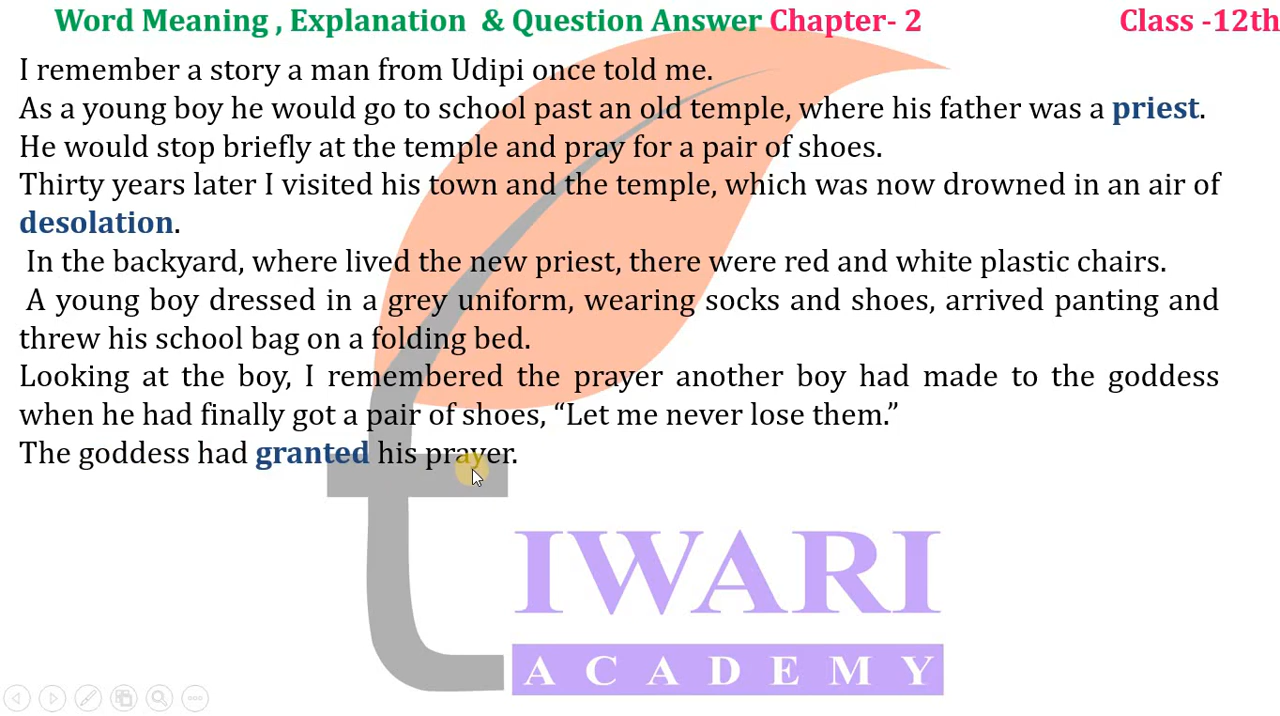 Word Meaning , Explanation & Question Answer Chapter- 2 Class -12th
I remember a story a man from Udipi once told me.
As a young boy he would go to school past an old temple, where his father was a priest.
He would stop briefly at the temple and pray for a pair of shoes.
Thirty years later I visited his town and the temple, which was now drowned in an air of
desolation.
In the backyard, where lived the new priest, there were red and white plastic chairs.
A young boy dressed in a grey uniform, wearing socks and shoes, arrived panting and
threw his school bag on a folding bed.
Looking at the boy, I remembered the prayer another boy had made to the goddess
when he had finally got a pair of shoes, “Let me never lose them.”
The goddess had granted his prayer.
tIWARI
ACADEMY